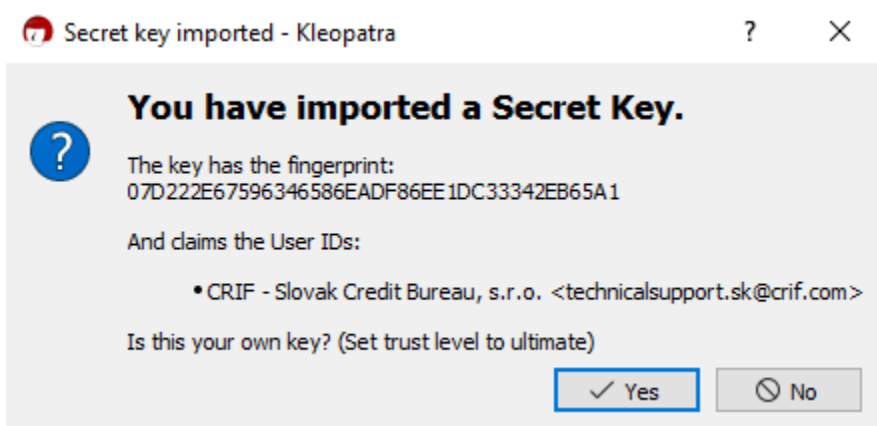 Secret key imported - Kleopatra
?
You have imported a Secret Key.
?
The key has the fingerprint:
07D222E67596346586EADF86EE1DC33342EB65A1
And claims the User IDs:
• CRIF - Slovak Credit Bureau, s.r.o. <technicalsupport.sk@crif.com>
Is this your own key? (Set trust level to ultimate)
Yes
No